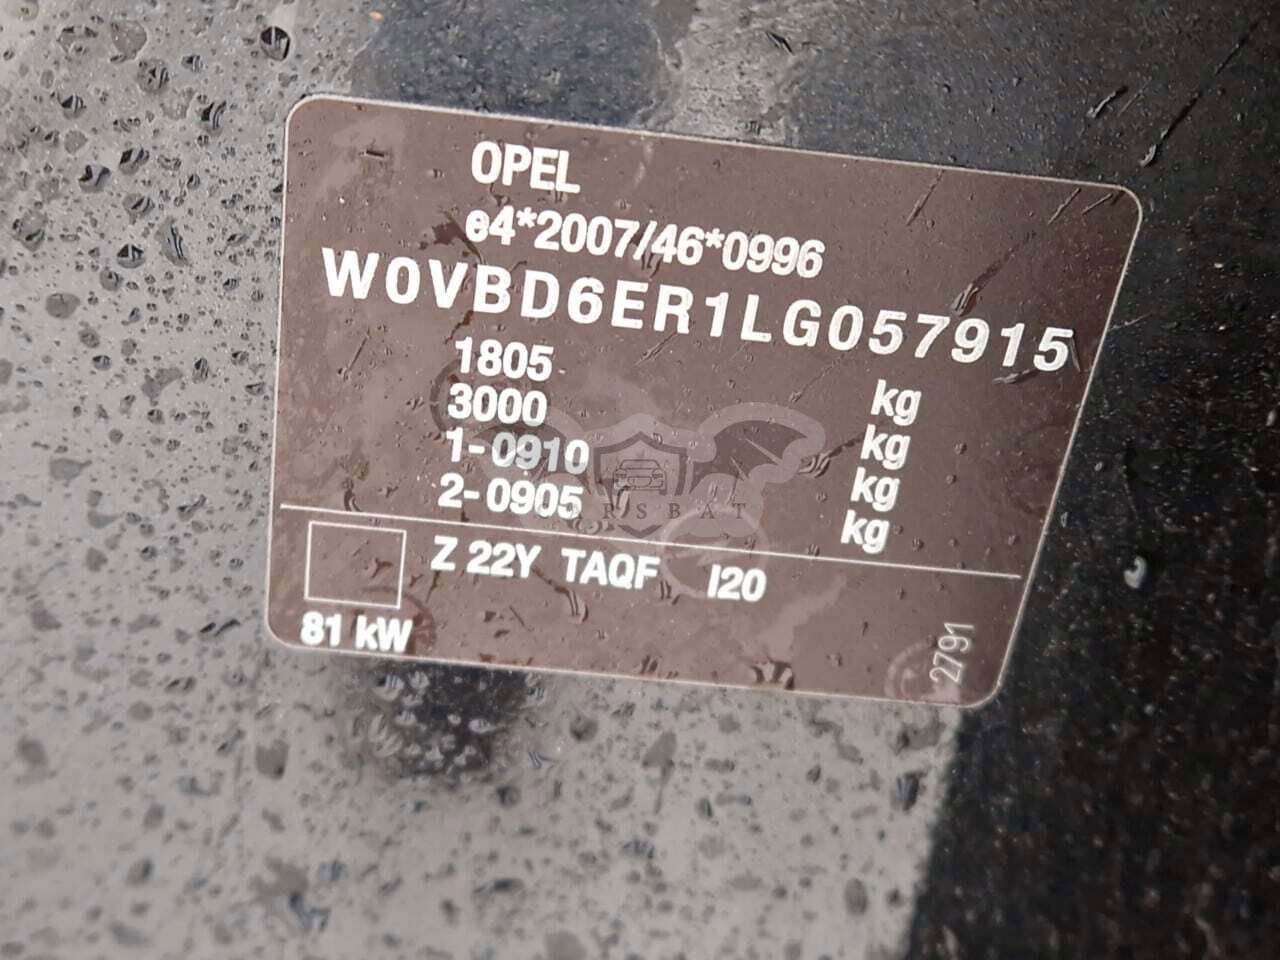 OPEL
e4*2007/46*0996
W0VBD6ER1LG057915
1805 kg
3000 kg
1-0910 kg
2-0905 kg
CARSBAT
Z 22Y TAQF I20
81 kW
2791